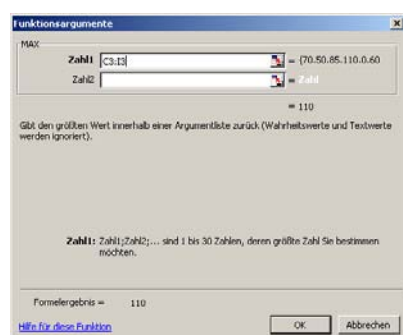 Funktionsargumente
MAX
Zahl1 C3:I3 = {70.50.85.110.0.60
Zahl2 = Zahl
= 110
Gibt den größten Wert innerhalb einer Argumentliste zurück (Wahrheitswerte und Textwerte
werden ignoriert).
Zahl1: Zahl1;Zahl2;... sind 1 bis 30 Zahlen, deren größte Zahl Sie bestimmen
möchten.
Formelergebnis = 110
Hilfe für diese Funktion OK Abbrechen